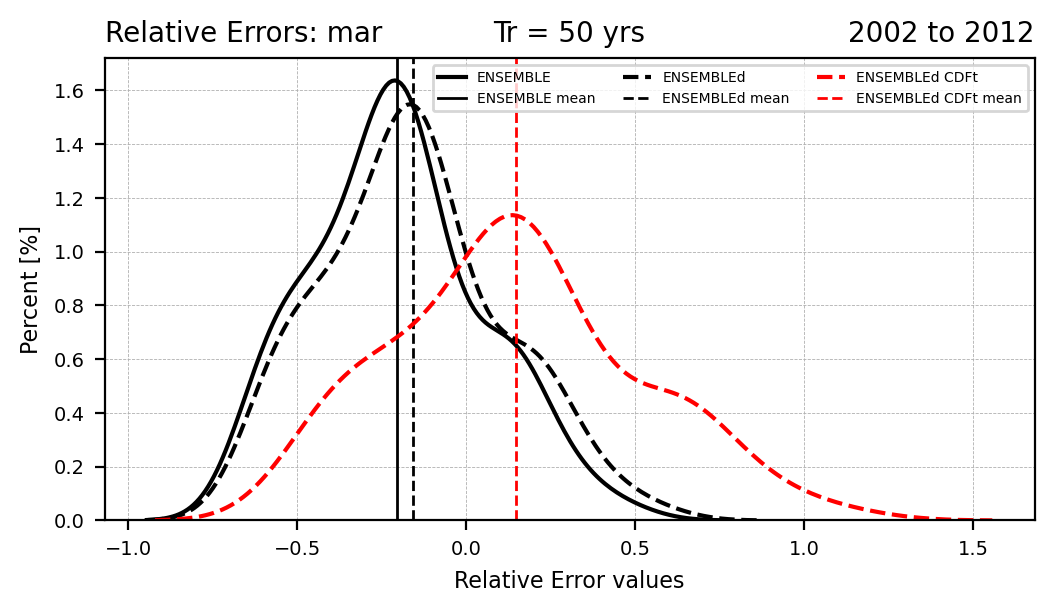 Relative Errors: mar Tr = 50 yrs 2002 to 2012
ENSEMBLE ENSEMBLEd ENSEMBLEd CDFt
ENSEMBLE mean ENSEMBLEd mean ENSEMBLEd CDFt mean
Percent [%]
1.6
1.4
1.2
1.0
0.8
0.6
0.4
0.2
0.0
−1.0 −0.5 0.0 0.5 1.0 1.5
Relative Error values